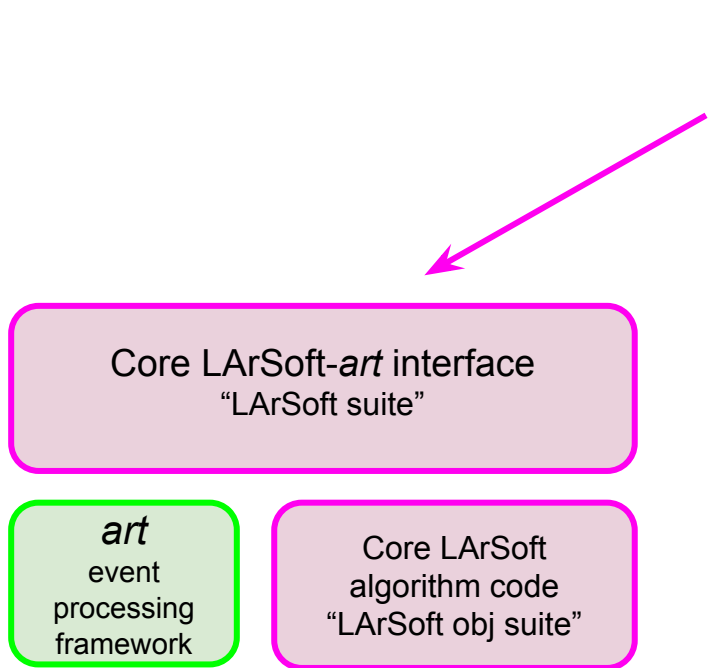 Core LArSoft-art interface
“LArSoft suite”
art
event
processing
framework
Core LArSoft
algorithm code
“LArSoft obj suite”